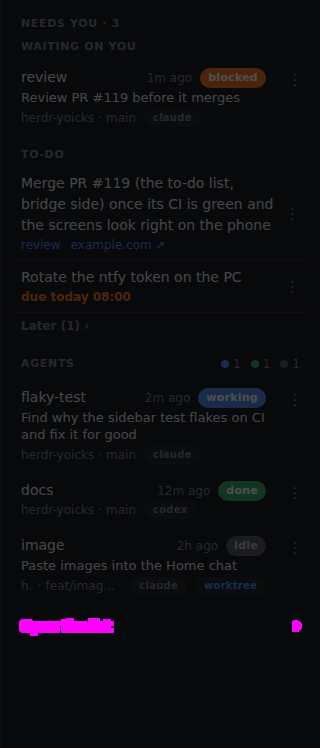 NEEDS YOU · 3
WAITING ON YOU
review 1m ago blocked
Review PR #119 before it merges
herdr-yoicks · main claude
TO-DO
Merge PR #119 (the to-do list,
bridge side) once its CI is green and
the screens look right on the phone
review example.com ↗
Rotate the ntfy token on the PC
due today 08:00
Later (1) ›
AGENTS 1 1 1
flaky-test 2m ago working
Find why the sidebar test flakes on CI
and fix it for good
herdr-yoicks · main claude
docs 12m ago done
herdr-yoicks · main codex
image 2h ago idle
Paste images into the Home chat
h. · feat/imag… claude worktree